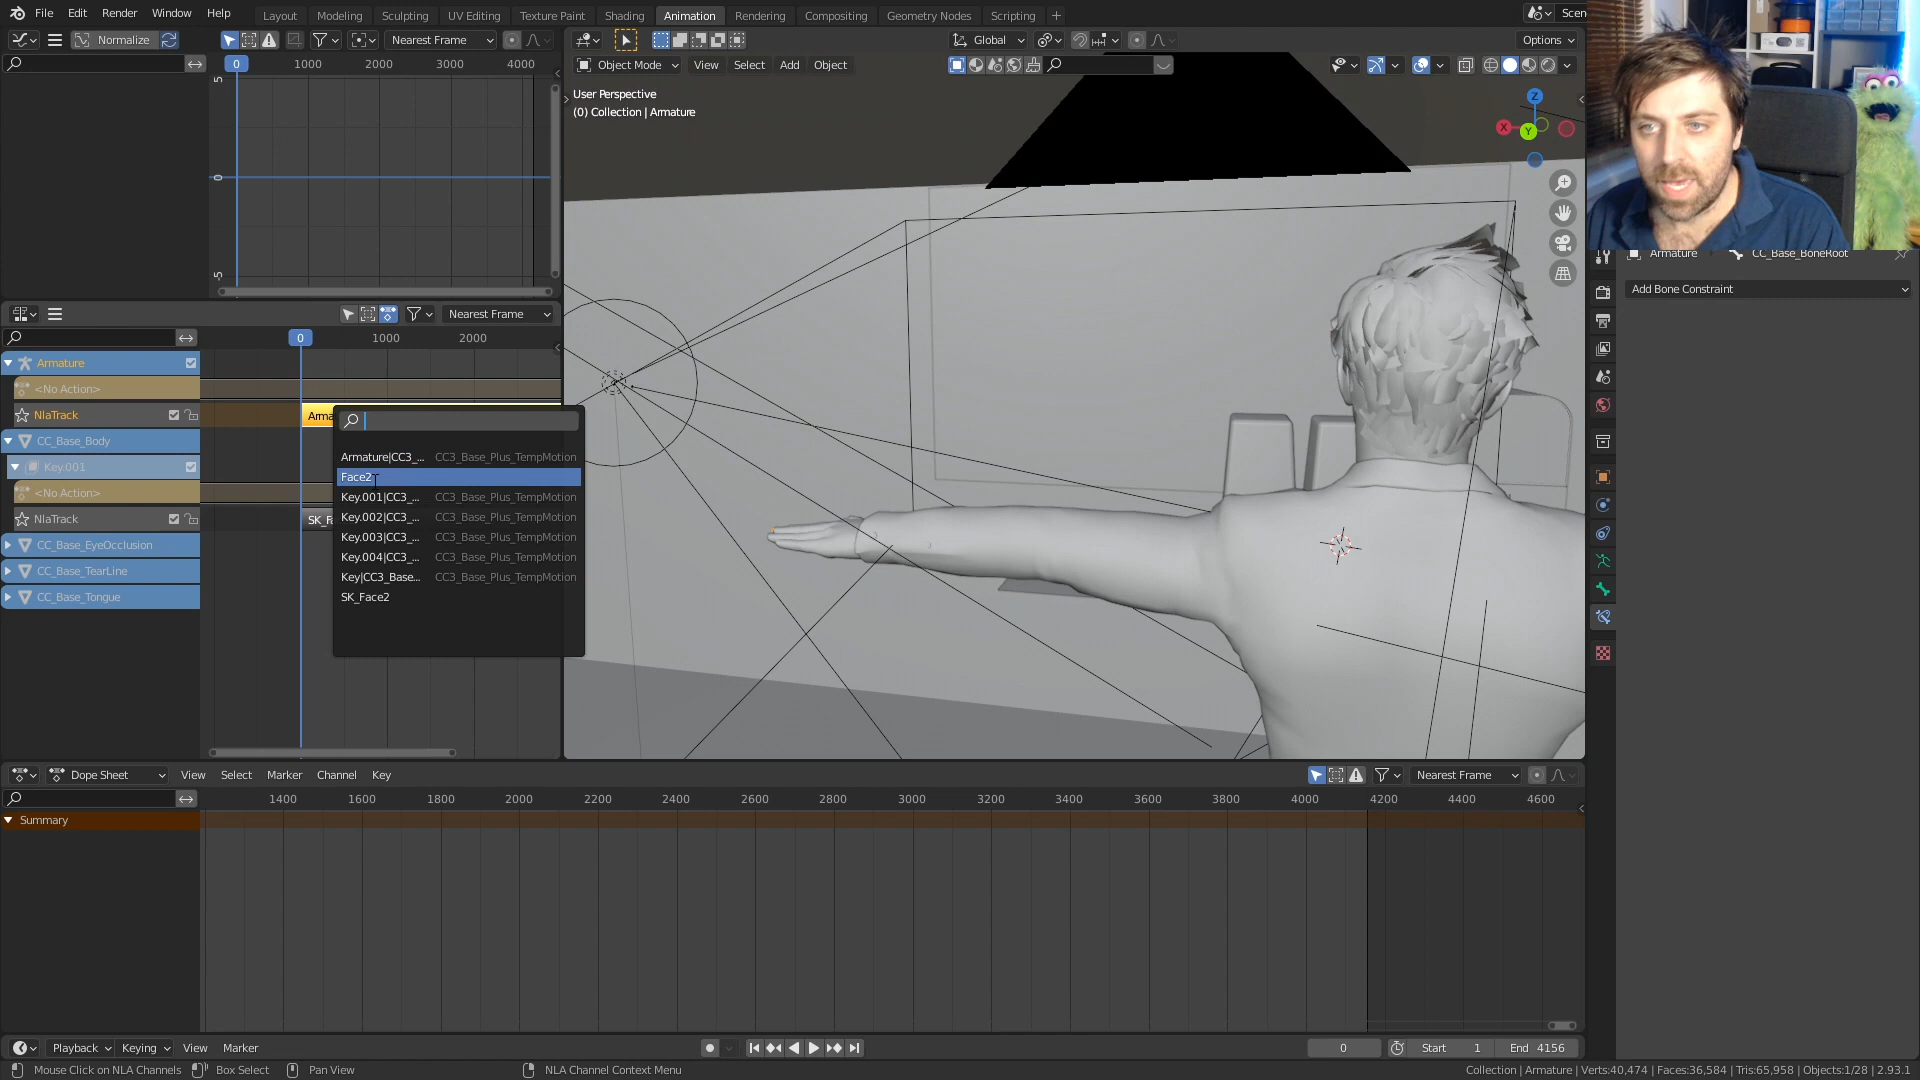 File Edit Render Window Help
Layout Modeling Sculpting UV Editing Texture Paint Shading Animation Rendering Compositing Geometry Nodes Scripting
Scen
Normalize Nearest Frame
Global Options
0 1000 2000 3000 4000
5
0
-5
Object Mode View Select Add Object
User Perspective
(0) Collection | Armature
Z
X
Y
Armature CC_Base_BoneRoot
Add Bone Constraint
Nearest Frame
0 1000 2000
Armature
<No Action>
NlaTrack
Arma
CC_Base_Body
Key.001
<No Action>
NlaTrack
SK_Fa
CC_Base_EyeOcclusion
CC_Base_TearLine
CC_Base_Tongue
Armature|CC3_... CC3_Base_Plus_TempMotion
Face2
Key.001|CC3_... CC3_Base_Plus_TempMotion
Key.002|CC3_... CC3_Base_Plus_TempMotion
Key.003|CC3_... CC3_Base_Plus_TempMotion
Key.004|CC3_... CC3_Base_Plus_TempMotion
Key|CC3_Base... CC3_Base_Plus_TempMotion
SK_Face2
Dope Sheet View Select Marker Channel Key Nearest Frame
1400 1600 1800 2000 2200 2400 2600 2800 3000 3200 3400 3600 3800 4000 4200 4400 4600
Summary
Playback Keying View Marker 0 Start 1 End 4156
Mouse Click on NLA Channels Box Select Pan View NLA Channel Context Menu Collection | Armature | Verts:40,474 | Faces:36,584 | Tris:65,958 | Objects:1/28 | 2.93.1